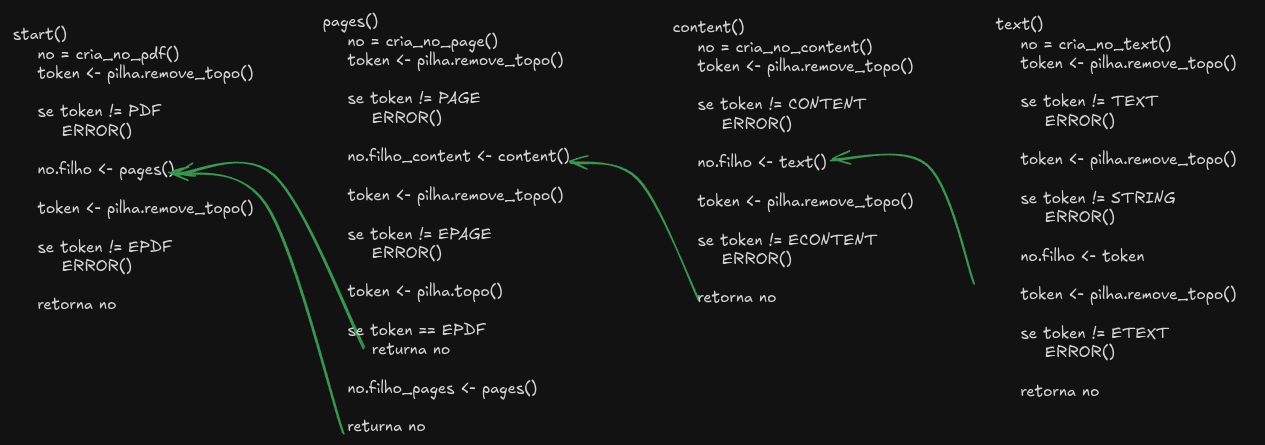 start()
no = cria_no_pdf()
token <- pilha.remove_topo()
se token != PDF
ERROR()
no.filho <- pages()
token <- pilha.remove_topo()
se token != EPDF
ERROR()
retorna no
pages()
no = cria_no_page()
token <- pilha.remove_topo()
se token != PAGE
ERROR()
no.filho_content <- content()
token <- pilha.remove_topo()
se token != EPAGE
ERROR()
token <- pilha.topo()
se token == EPDF
returna no
no.filho_pages <- pages()
returna no
content()
no = cria_no_content()
token <- pilha.remove_topo()
se token != CONTENT
ERROR()
no.filho <- text()
token <- pilha.remove_topo()
se token != ECONTENT
ERROR()
retorna no
text()
no = cria_no_text()
token <- pilha.remove_topo()
se token != TEXT
ERROR()
token <- pilha.remove_topo()
se token != STRING
ERROR()
no.filho <- token
token <- pilha.remove_topo()
se token != ETEXT
ERROR()
retorna no